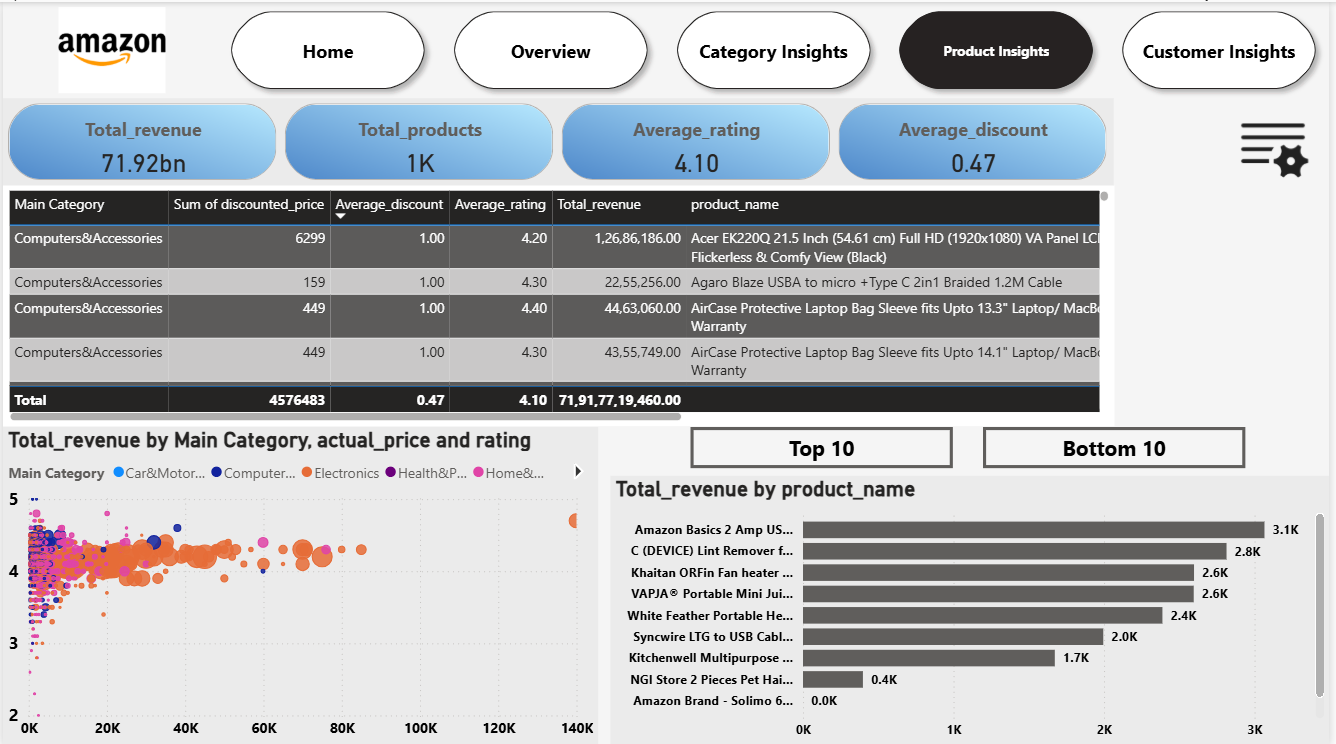 amazon
Home
Overview
Category Insights
Product Insights
Customer Insights
Total_revenue
71.92bn
Total_products
1K
Average_rating
4.10
Average_discount
0.47
Main Category Sum of discounted_price Average_discount Average_rating Total_revenue product_name
Computers&Accessories 6299 1.00 4.20 1,26,86,186.00 Acer EK220Q 21.5 Inch (54.61 cm) Full HD (1920x1080) VA Panel LC
Flickerless & Comfy View (Black)
Computers&Accessories 159 1.00 4.30 22,55,256.00 Agaro Blaze USBA to micro +Type C 2in1 Braided 1.2M Cable
Computers&Accessories 449 1.00 4.40 44,63,060.00 AirCase Protective Laptop Bag Sleeve fits Upto 13.3" Laptop/ MacBo
Warranty
Computers&Accessories 449 1.00 4.30 43,55,749.00 AirCase Protective Laptop Bag Sleeve fits Upto 14.1" Laptop/ MacBo
Warranty
Total 4576483 0.47 4.10 71,91,77,19,460.00
Total_revenue by Main Category, actual_price and rating
Main Category Car&Motor... Computer... Electronics Health&P... Home&...
5
4
3
2
0K 20K 40K 60K 80K 100K 120K 140K
Top 10
Bottom 10
Total_revenue by product_name
Amazon Basics 2 Amp US... 3.1K
C (DEVICE) Lint Remover f... 2.8K
Khaitan ORFin Fan heater ... 2.6K
VAPJA® Portable Mini Jui... 2.6K
White Feather Portable He... 2.4K
Syncwire LTG to USB Cabl... 2.0K
Kitchenwell Multipurpose ... 1.7K
NGI Store 2 Pieces Pet Hai... 0.4K
Amazon Brand - Solimo 6... 0.0K
0K 1K 2K 3K